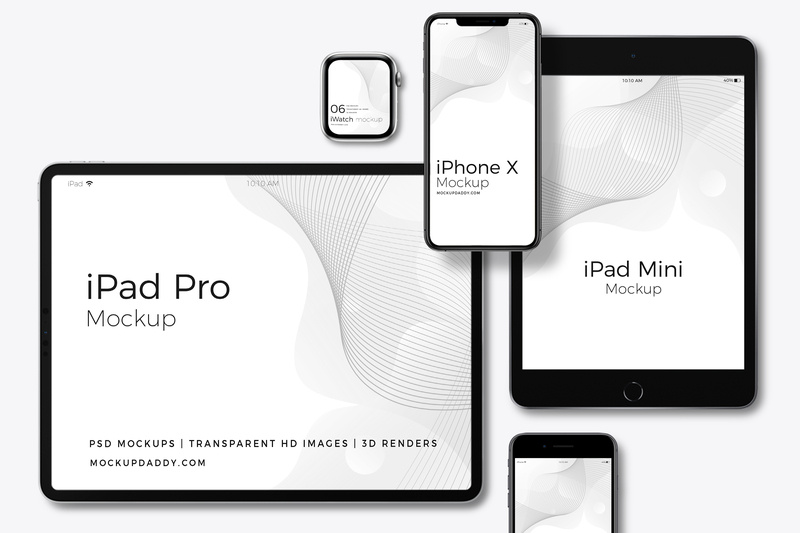 06
iWatch mockup
iPhone X
Mockup
MOCKUPDADDY.COM
10:10 AM
40%
iPad Mini
Mockup
iPad
10:10 AM
iPad Pro
Mockup
PSD MOCKUPS | TRANSPARENT HD IMAGES | 3D RENDERS
MOCKUPDADDY.COM